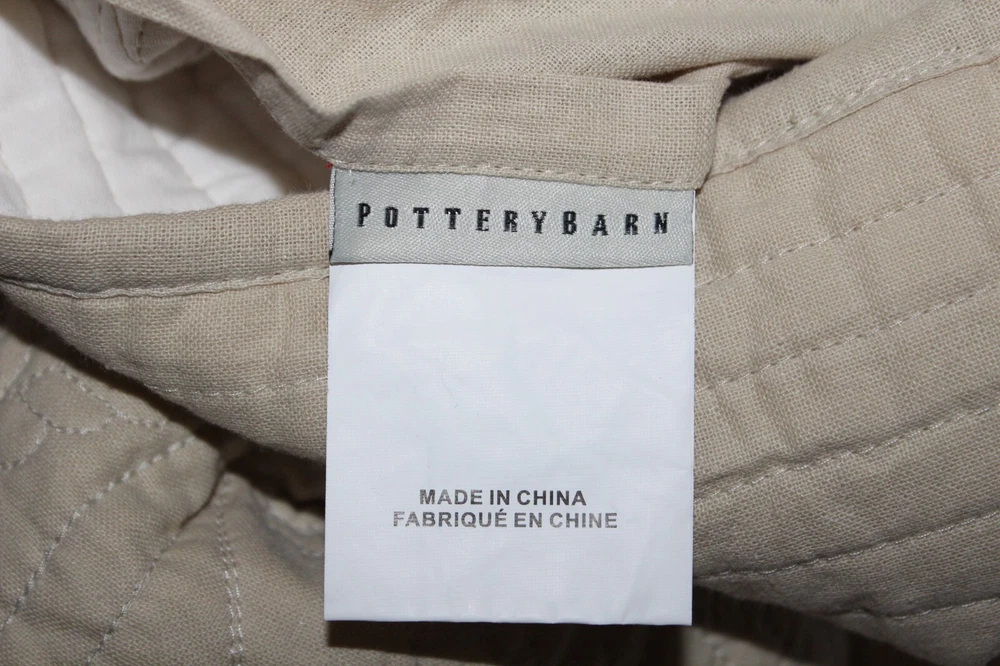 POTTERYBARN
MADE IN CHINA
FABRIQUÉ EN CHINE